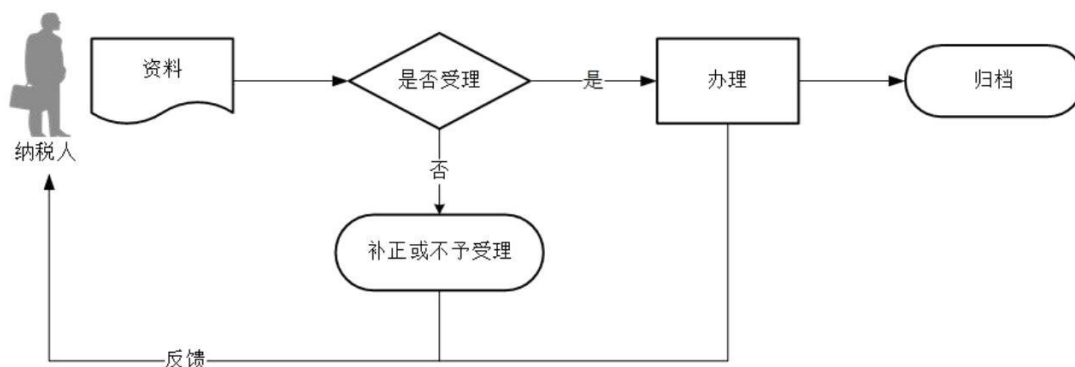 纳税人
资料
是否受理
是
办理
归档
否
补正或不予受理
反馈